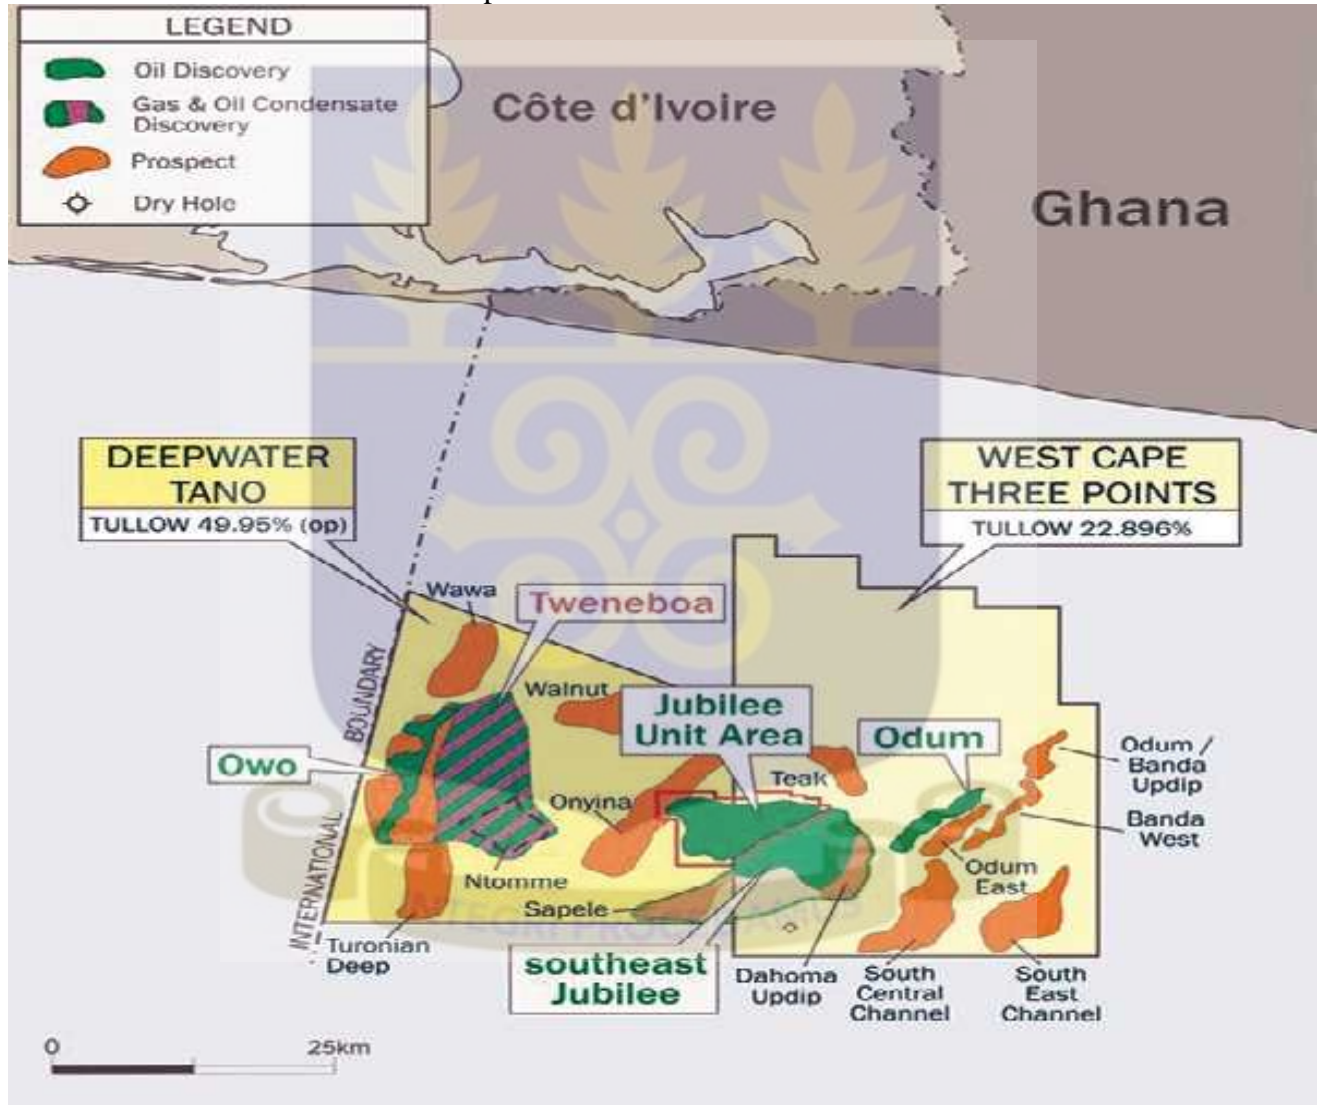 LEGEND
Oil Discovery
Gas & Oil Condensate
Discovery
Prospect
Dry Hole
Côte d'Ivoire
Ghana
DEEPWATER
TANO
TULLOW 49.95% (op)
WEST CAPE
THREE POINTS
TULLOW 22.896%
Wawa
Tweneboa
INTERNATIONAL BOUNDARY
Walnut
Jubilee
Unit Area
Odum
Odum /
Banda
Updip
Owo
Teak
Onyina
Banda
West
Ntomme
Odum
East
Sapele
INTEGRI PROCEDAMUS
Turonian
Deep
southeast
Jubilee
Dahoma
Updip
South
Central
Channel
South
East
Channel
0 25km